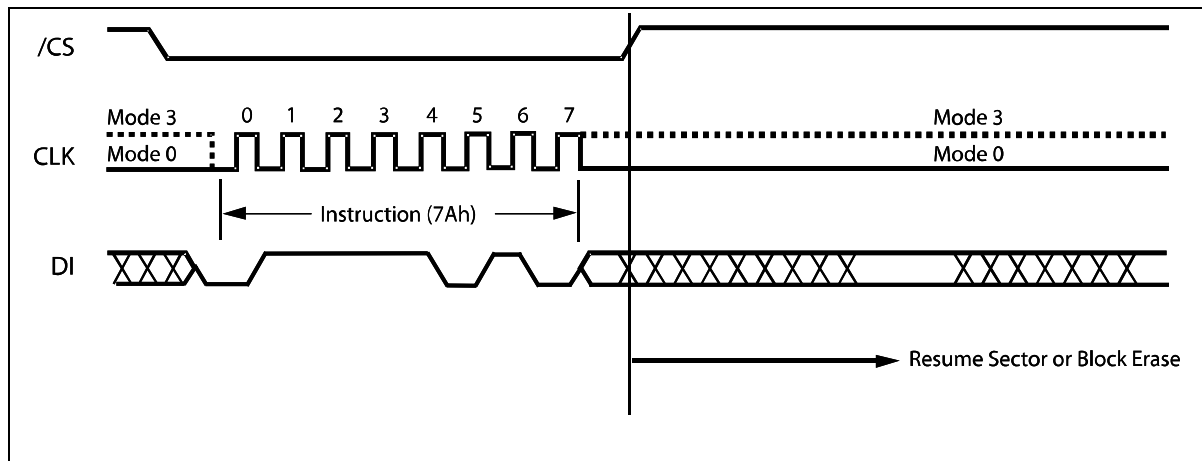 /CS
Mode 3
0 1 2 3 4 5 6 7
Mode 3
CLK
Mode 0
Mode 0
Instruction (7Ah)
DI
Resume Sector or Block Erase